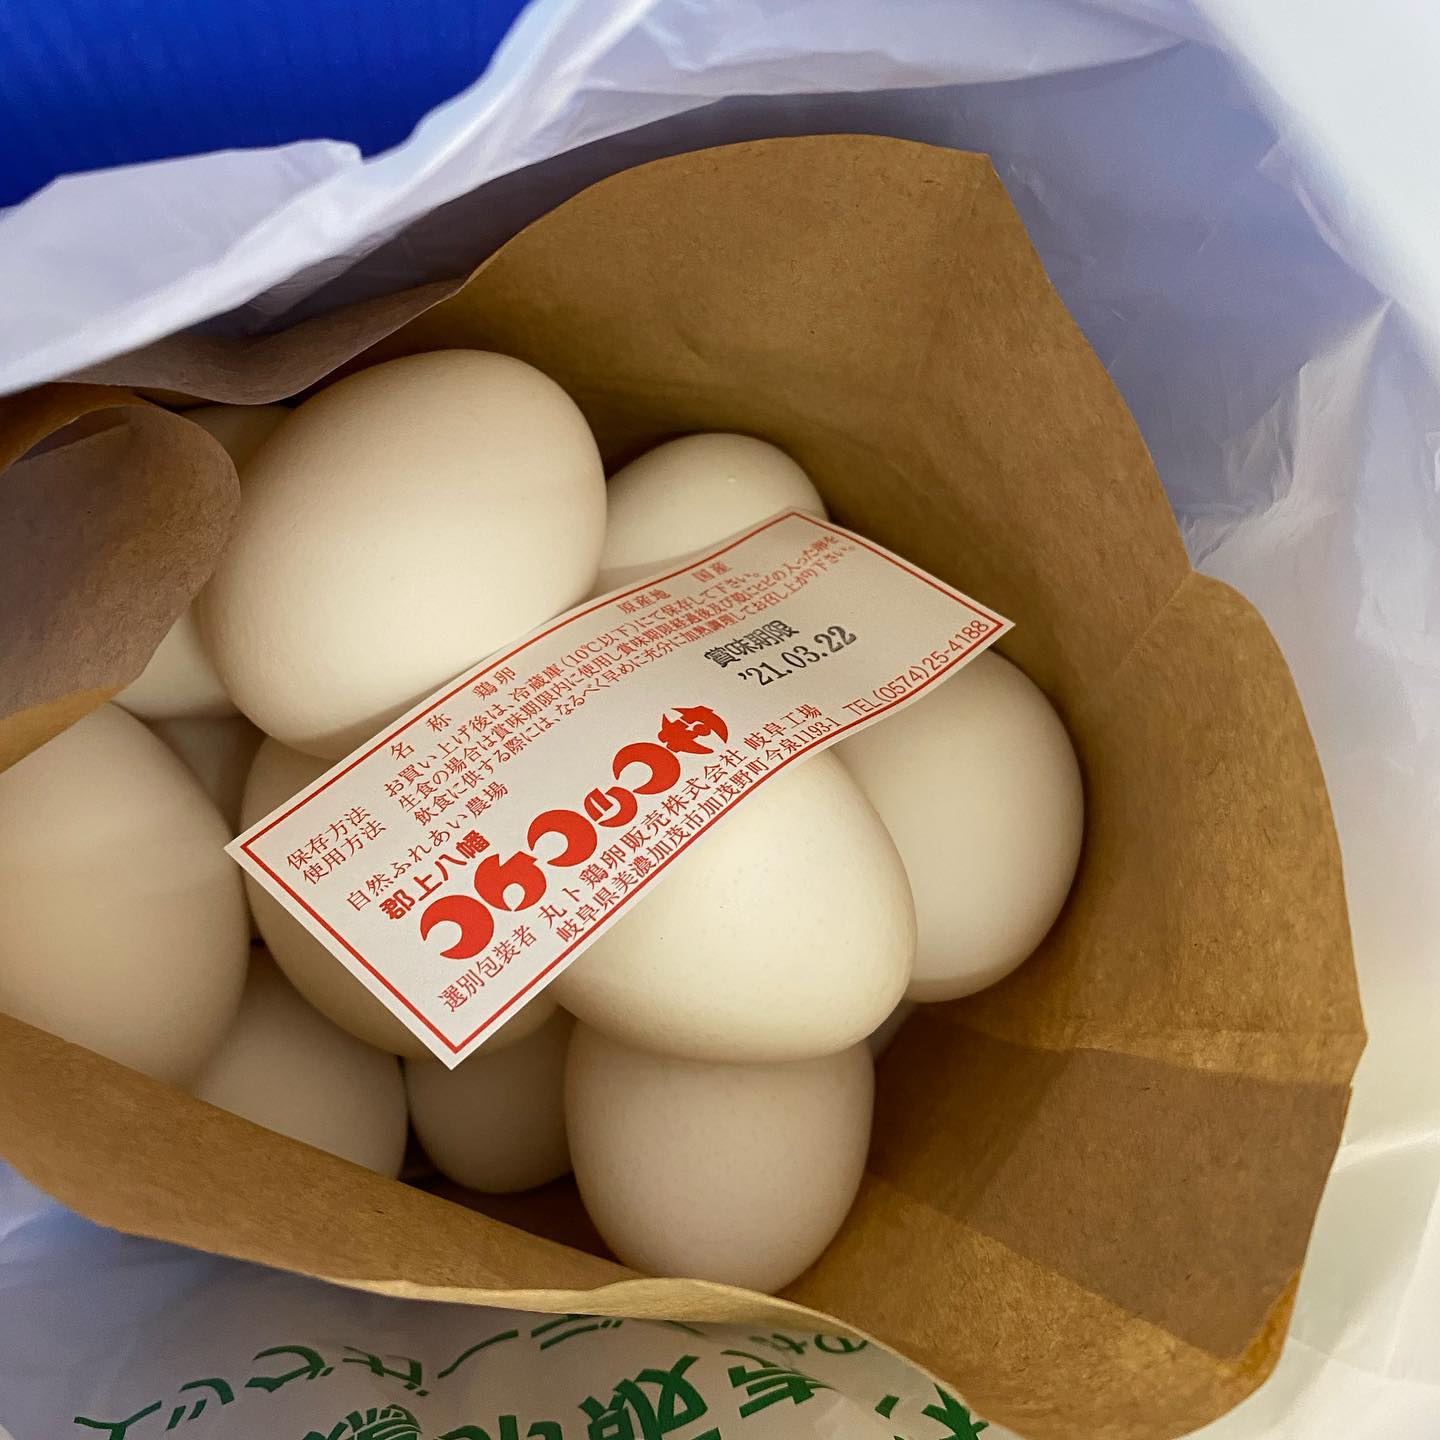 名称 鶏卵 原産地 国産
保存方法 お買い上げ後は、冷蔵庫(10℃以下)にて保存して下さい。
使用方法 生食の場合は賞味期限内に使用し賞味期限経過後及び殻にヒビの入った卵を
飲食に供する際には、なるべく早めに充分に加熱調理してお召し上がり下さい。
自然ふれあい農場
郡上八幡
賞味期限
'21.03.22
選別包装者 丸ト鶏卵販売株式会社 岐阜工場
岐阜県美濃加茂市加茂野町今泉1193-1 TEL(0574)25-4188